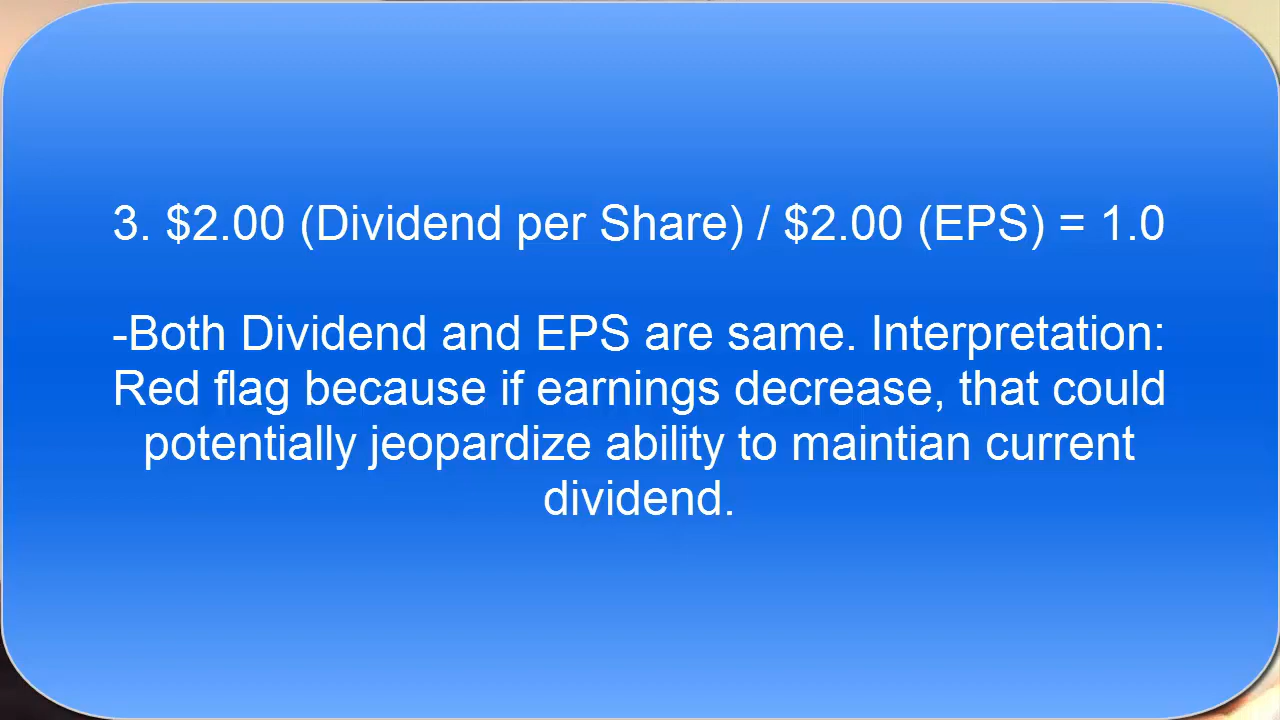 3. $2.00 (Dividend per Share) / $2.00 (EPS) = 1.0
-Both Dividend and EPS are same. Interpretation:
Red flag because if earnings decrease, that could
potentially jeopardize ability to maintian current
dividend.